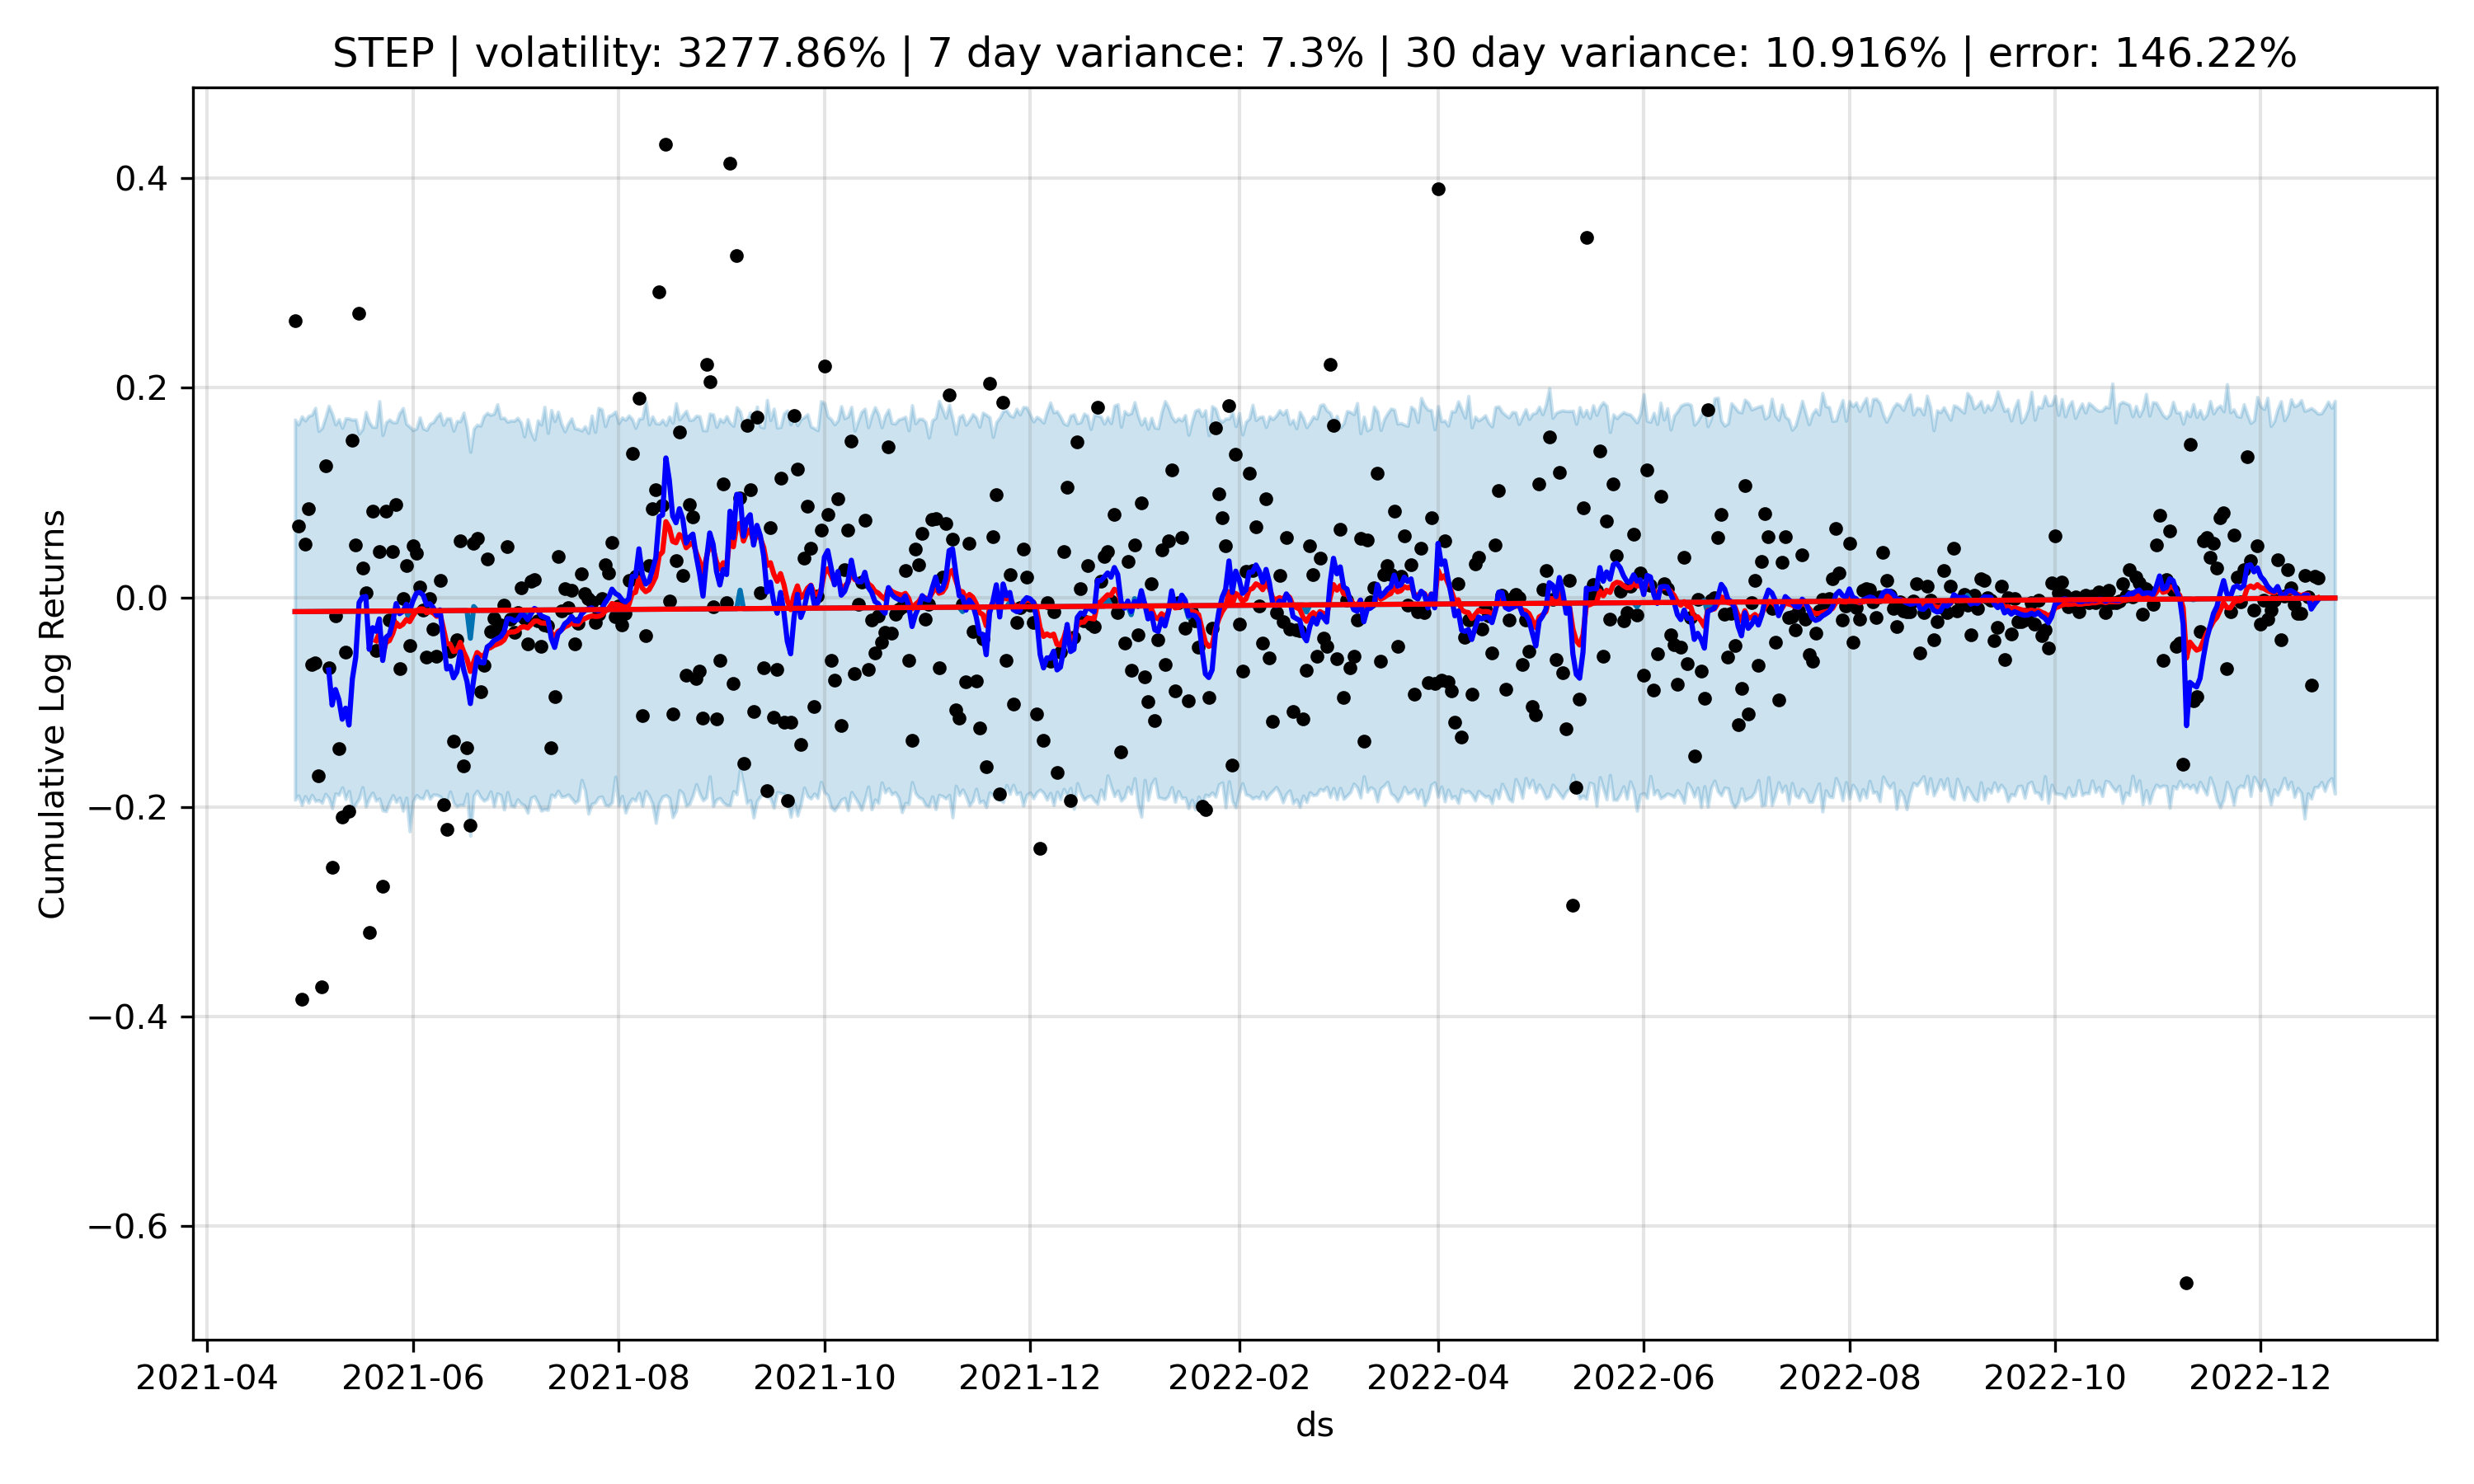 STEP | volatility: 3277.86% | 7 day variance: 7.3% | 30 day variance: 10.916% | error: 146.22%
Cumulative Log Returns
0.4
0.2
0.0
−0.2
−0.4
−0.6
2021-04 2021-06 2021-08 2021-10 2021-12 2022-02 2022-04 2022-06 2022-08 2022-10 2022-12
ds